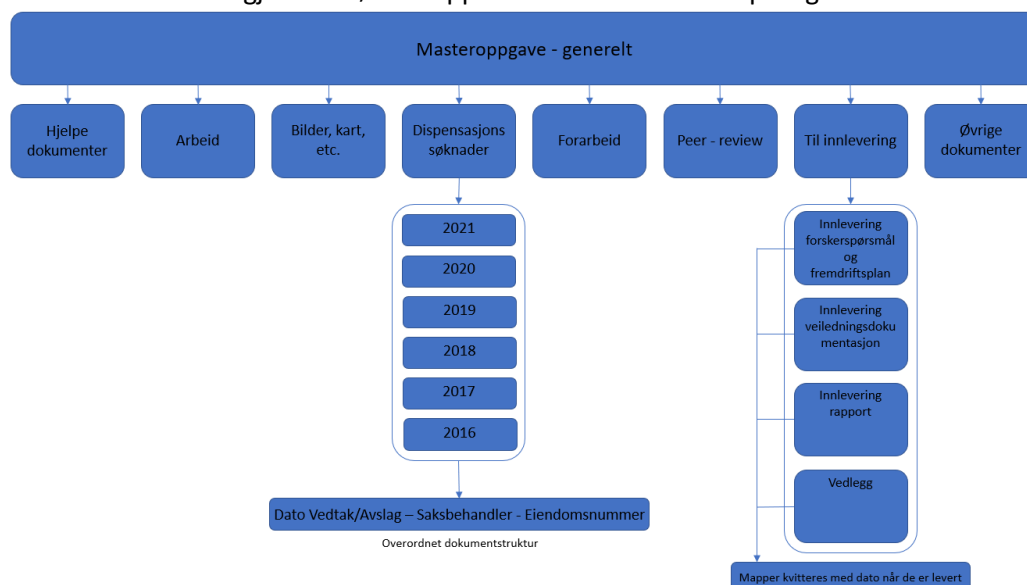 Masteroppgave - generelt
Hjelpe
dokumenter
Arbeid
Bilder, kart,
etc.
Dispensasjons
søknader
Forarbeid
Peer - review
Til innlevering
Øvrige
dokumenter
2021
2020
2019
2018
2017
2016
Dato Vedtak/Avslag – Saksbehandler - Eiendomsnummer
Overordnet dokumentstruktur
Innlevering
forskerspørsmål
og
fremdriftsplan
Innlevering
veiledningsdoku
mentasjon
Innlevering
rapport
Vedlegg
Mapper kvitteres med dato når de er levert